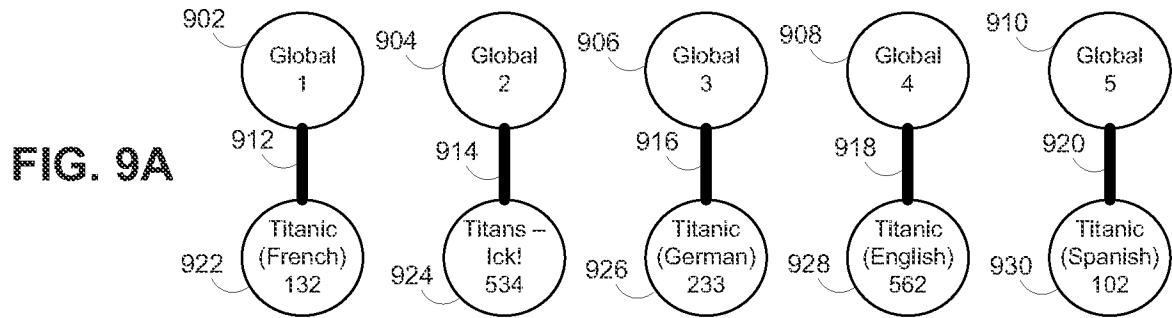 902
904
906
908
910
Global
1
Global
2
Global
3
Global
4
Global
5
FIG. 9A
912
914
916
918
920
Titanic
(French)
132
Titans –
Ick!
534
Titanic
(German)
233
Titanic
(English)
562
Titanic
(Spanish)
102
922
924
926
928
930